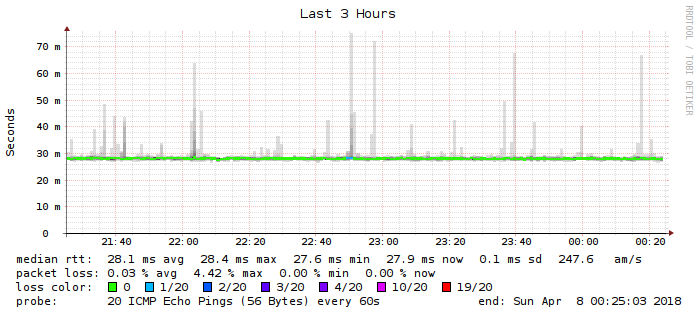 Last 3 Hours
RRDTOOL / TOBI OETIKER
Seconds
70 m
60 m
50 m
40 m
30 m
20 m
10 m
0
21:40 22:00 22:20 22:40 23:00 23:20 23:40 00:00 00:20
median rtt: 28.1 ms avg 28.4 ms max 27.6 ms min 27.9 ms now 0.1 ms sd 247.6 am/s
packet loss: 0.03 % avg 4.42 % max 0.00 % min 0.00 % now
loss color: 0 1/20 2/20 3/20 4/20 10/20 19/20
probe: 20 ICMP Echo Pings (56 Bytes) every 60s end: Sun Apr 8 00:25:03 2018